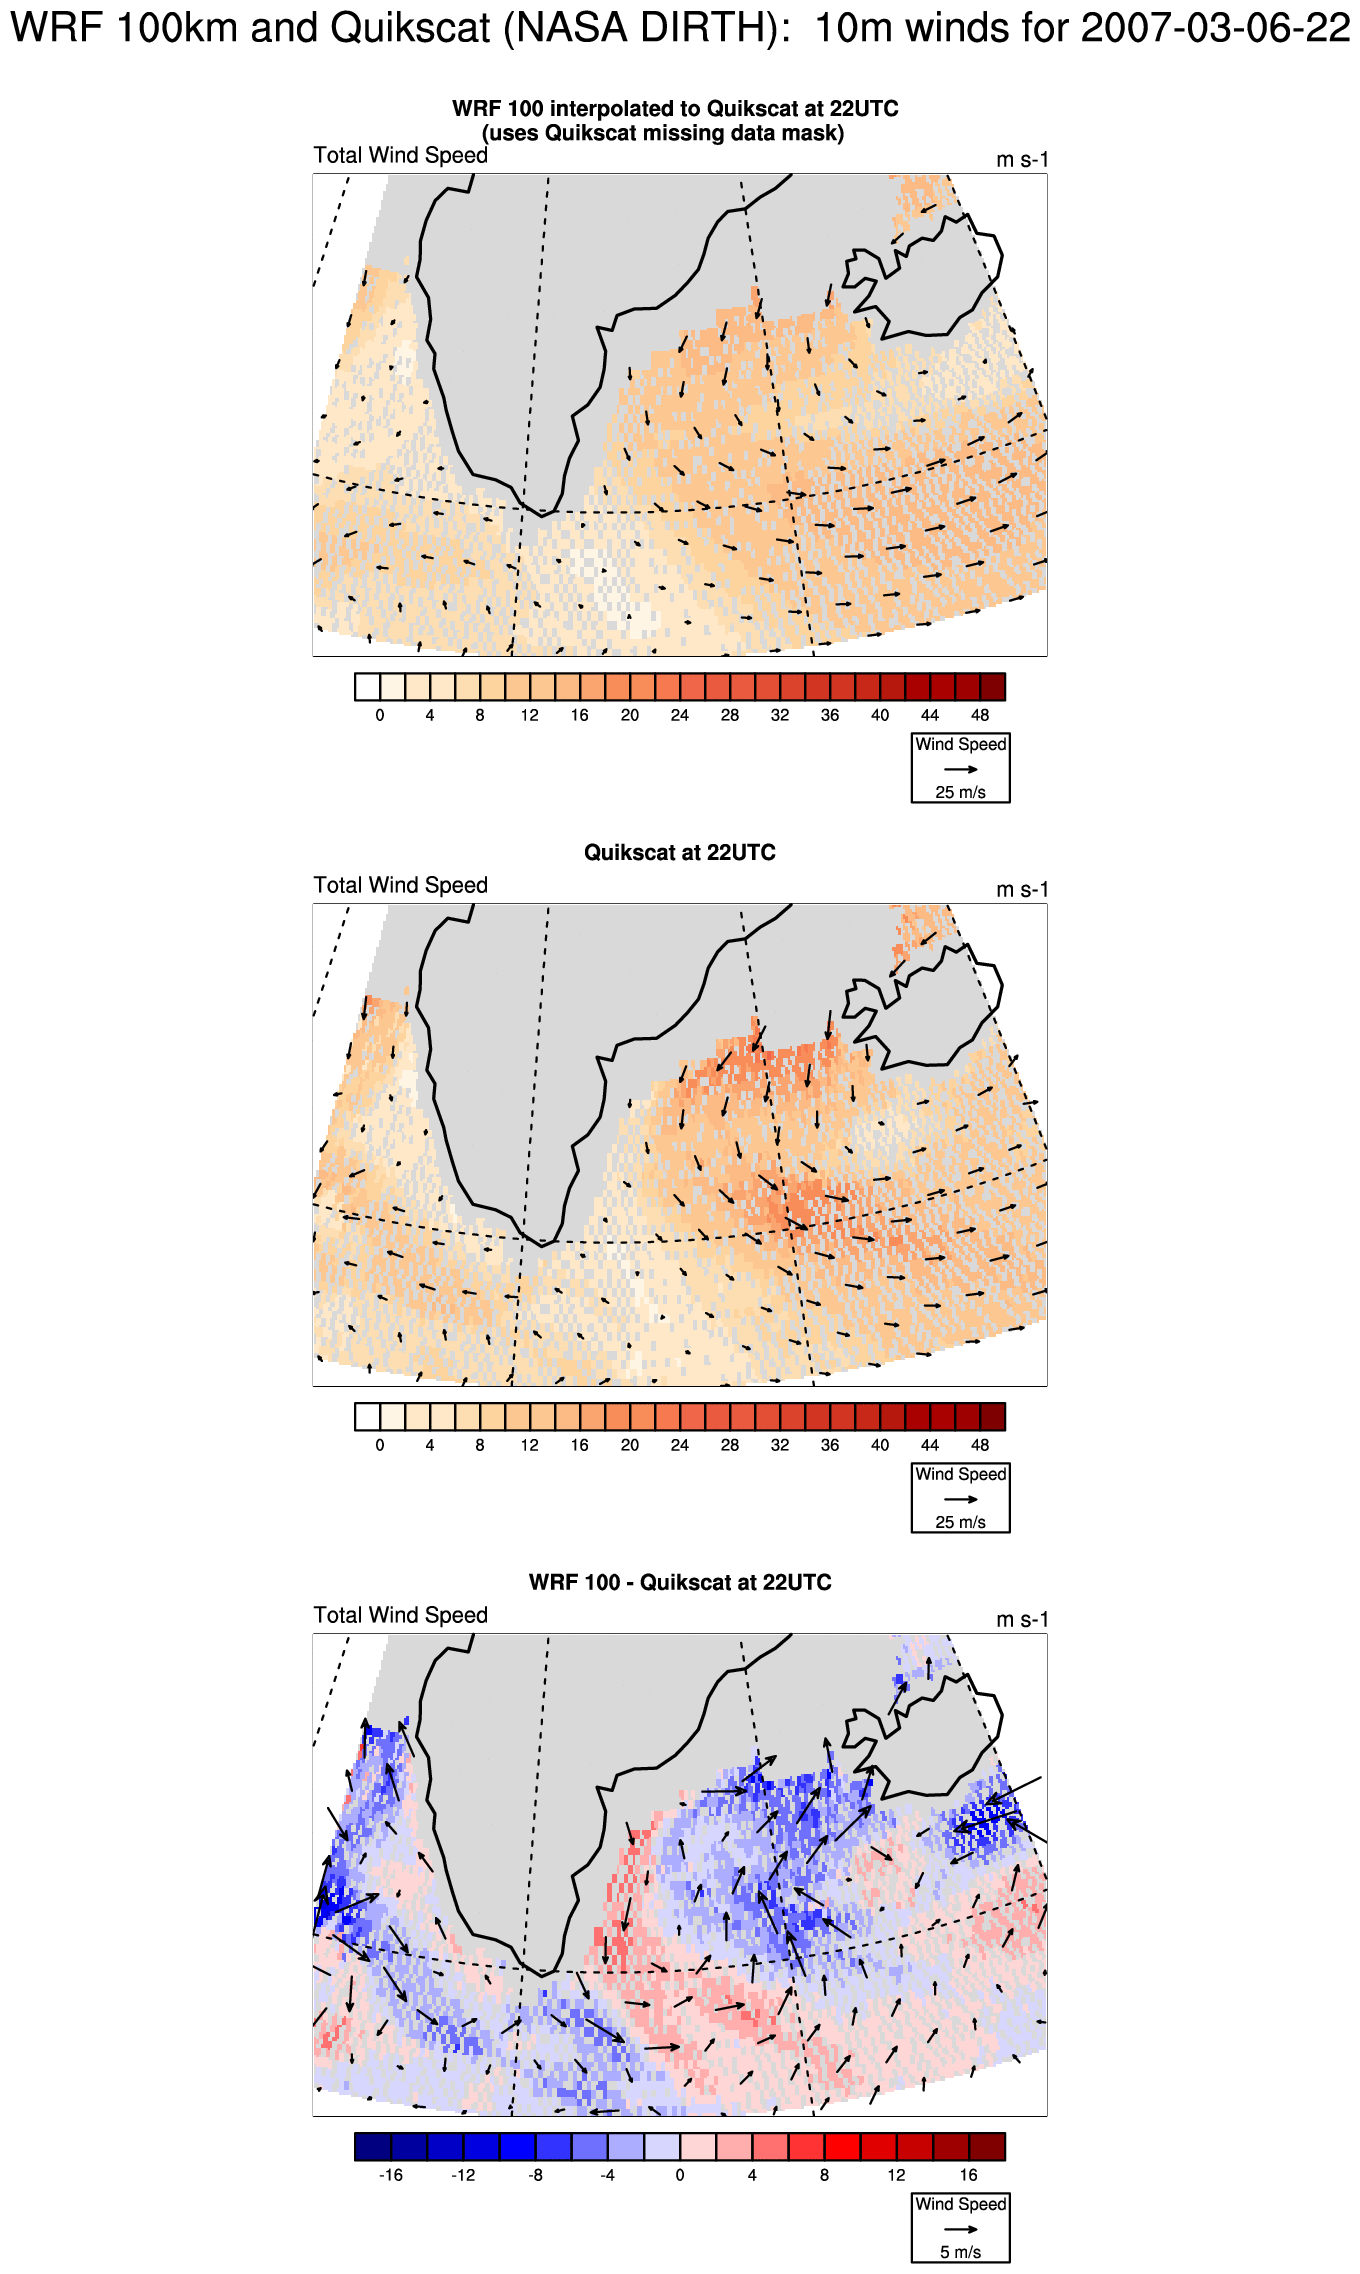 WRF 100km and Quikscat (NASA DIRTH):  10m winds for 2007-03-06-22
WRF 100 interpolated to Quikscat at 22UTC
(uses Quikscat missing data mask)
Total Wind Speed
m s-1
0 4 8 12 16 20 24 28 32 36 40 44 48
Wind Speed
25 m/s
Quikscat at 22UTC
Total Wind Speed
m s-1
0 4 8 12 16 20 24 28 32 36 40 44 48
Wind Speed
25 m/s
WRF 100 - Quikscat at 22UTC
Total Wind Speed
m s-1
-16 -12 -8 -4 0 4 8 12 16
Wind Speed
5 m/s